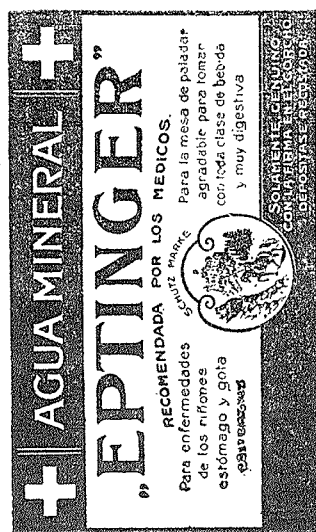 AGUA MINERAL
"EPTINGER"
RECOMENDADA POR LOS MEDICOS.
Para enfermedades
de los riñones
estómago y gota
SCHUTZ MARKE
Para la mesa de paladar
agradable para tomar
con toda clase de bebida
y muy digestiva
SOLAMENTE GENUINO
CON LA FIRMA EN EL CORCHO
DEPOSITADA Y